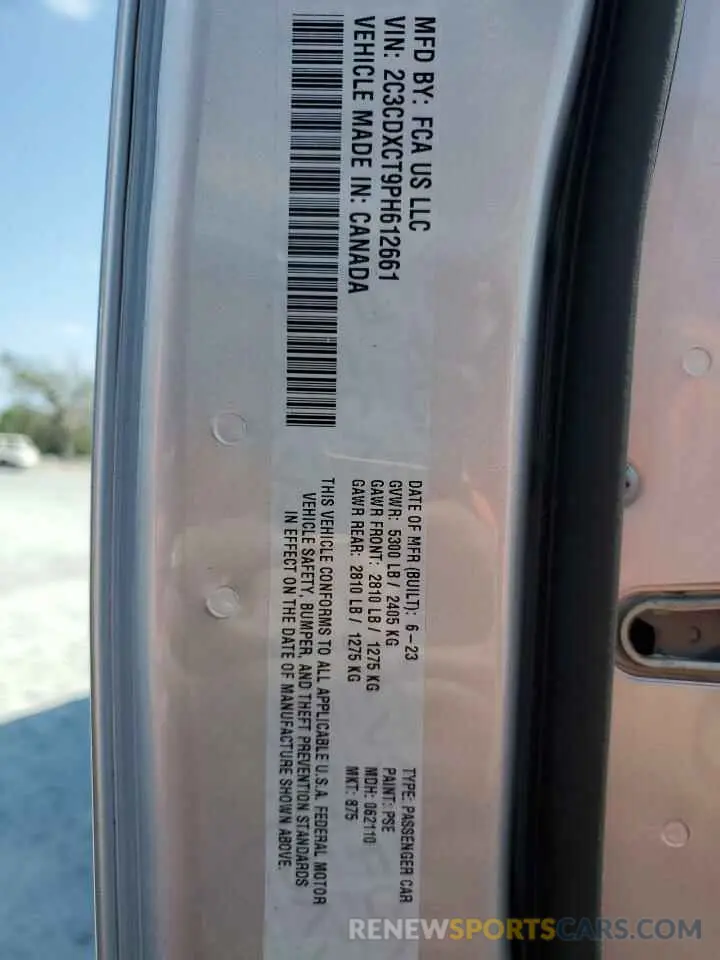 MFD BY: FCA US LLC
VIN: 2C3CDXCT9PH612661
VEHICLE MADE IN: CANADA
DATE OF MFR (BUILT): 6-23
GVWR: 5300 LB / 2405 KG
GAWR FRONT: 2810 LB / 1275 KG
GAWR REAR: 2810 LB / 1275 KG
TYPE: PASSENGER CAR
PAINT: PSE
MDH: 062110
MKT: 875
THIS VEHICLE CONFORMS TO ALL APPLICABLE U.S.A. FEDERAL MOTOR
VEHICLE SAFETY, BUMPER, AND THEFT PREVENTION STANDARDS
IN EFFECT ON THE DATE OF MANUFACTURE SHOWN ABOVE.
RENEWSPORTSCARS.COM